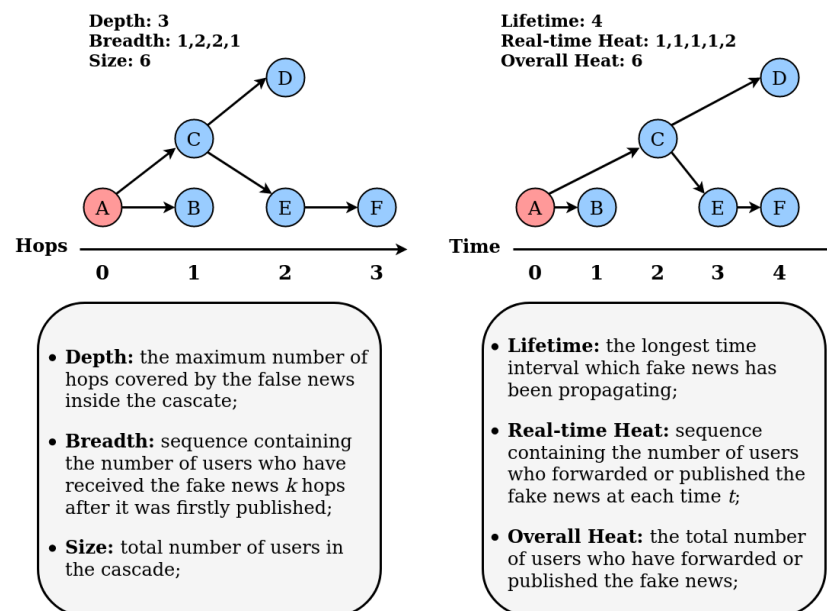 Depth: 3
Breadth: 1,2,2,1
Size: 6
D
C
A
B
E
F
Hops
0 1 2 3
• Depth: the maximum number of
hops covered by the false news
inside the cascate;
• Breadth: sequence containing
the number of users who have
received the fake news k hops
after it was firstly published;
• Size: total number of users in
the cascade;
Lifetime: 4
Real-time Heat: 1,1,1,1,2
Overall Heat: 6
D
C
A
B
E
F
Time
0 1 2 3 4
• Lifetime: the longest time
interval which fake news has
been propagating;
• Real-time Heat: sequence
containing the number of users
who forwarded or published the
fake news at each time t;
• Overall Heat: the total number
of users who have forwarded or
published the fake news;